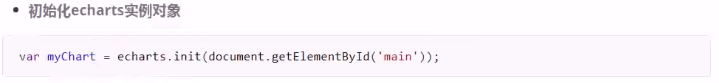 初始化echarts实例对象
var myChart = echarts.init(document.getElementById('main'));